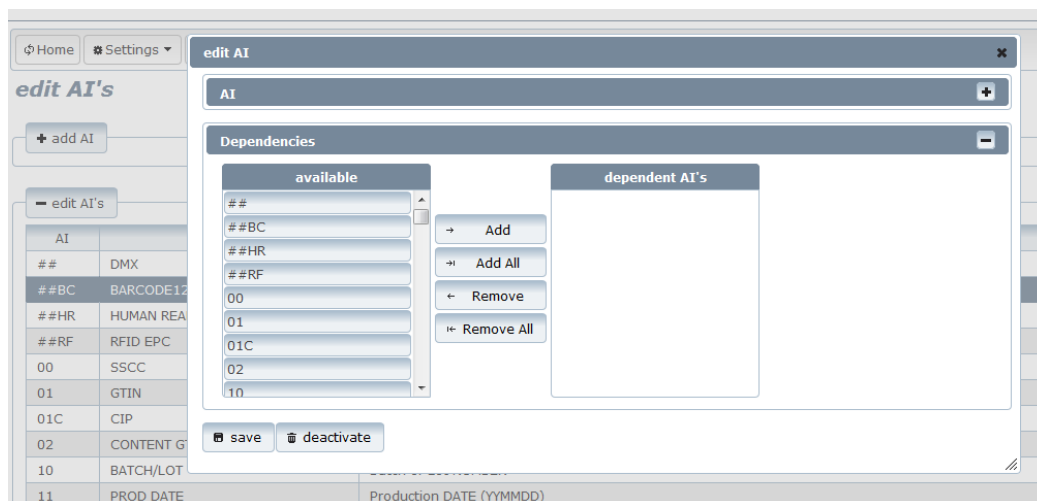 Home Settings
edit AI's
add AI
edit AI's
AI
## DMX
##BC BARCODE12
##HR HUMAN REA
##RF RFID EPC
00 SSCC
01 GTIN
01C CIP
02 CONTENT G
10 BATCH/LOT
11 PROD DATE Production DATE (YYMMDD)
edit AI
AI
Dependencies
available
##
##BC
##HR
##RF
00
01
01C
02
10
Add
Add All
Remove
Remove All
dependent AI's
save deactivate